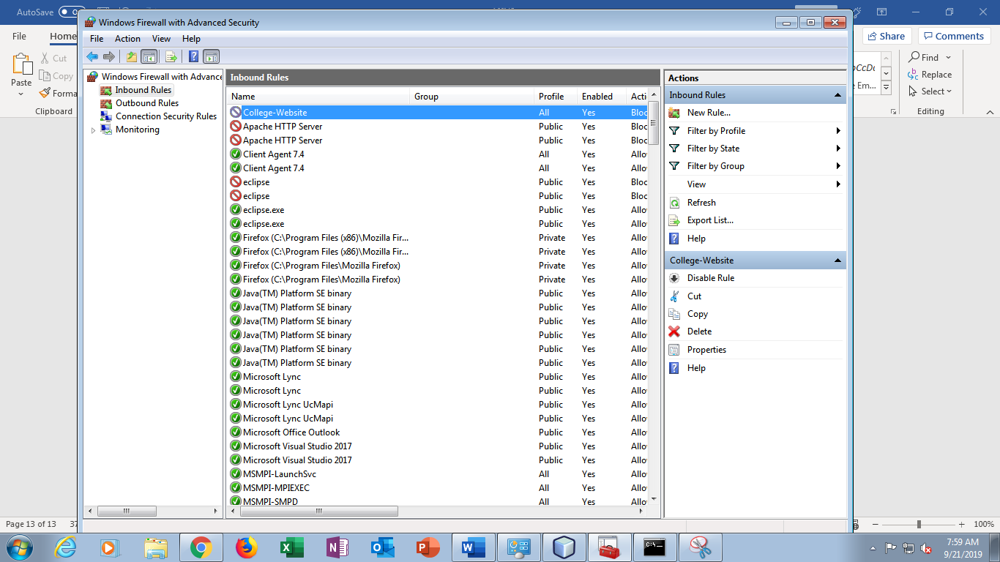 AutoSave
Windows Firewall with Advanced Security
File Home
Share Comments
File Action View Help
Paste
Cut
Copy
Forma
Clipboard
Find
Replace
Select
Editing
e Em...
Windows Firewall with Advance
Inbound Rules
Outbound Rules
Connection Security Rules
Monitoring
Inbound Rules
Name Group Profile Enabled Acti
College-Website All Yes Bloc
Apache HTTP Server Public Yes Bloc
Apache HTTP Server Public Yes Bloc
Client Agent 7.4 All Yes Allo
Client Agent 7.4 All Yes Allo
eclipse Public Yes Bloc
eclipse Public Yes Bloc
eclipse.exe Public Yes Allo
eclipse.exe Public Yes Allo
Firefox (C:\Program Files (x86)\Mozilla Fir... Private Yes Allo
Firefox (C:\Program Files (x86)\Mozilla Fir... Private Yes Allo
Firefox (C:\Program Files\Mozilla Firefox) Private Yes Allo
Firefox (C:\Program Files\Mozilla Firefox) Private Yes Allo
Java(TM) Platform SE binary Public Yes Allo
Java(TM) Platform SE binary Public Yes Allo
Java(TM) Platform SE binary Public Yes Allo
Java(TM) Platform SE binary Public Yes Allo
Java(TM) Platform SE binary Public Yes Allo
Java(TM) Platform SE binary Public Yes Allo
Microsoft Lync Public Yes Allo
Microsoft Lync Public Yes Allo
Microsoft Lync UcMapi Public Yes Allo
Microsoft Lync UcMapi Public Yes Allo
Microsoft Office Outlook Public Yes Allo
Microsoft Visual Studio 2017 Public Yes Allo
Microsoft Visual Studio 2017 Public Yes Allo
MSMPI-LaunchSvc All Yes Allo
MSMPI-MPIEXEC All Yes Allo
MSMPI-SMPD All Yes Allo
Actions
Inbound Rules
New Rule...
Filter by Profile
Filter by State
Filter by Group
View
Refresh
Export List...
Help
College-Website
Disable Rule
Cut
Copy
Delete
Properties
Help
Page 13 of 13 37
100%
7:59 AM
9/21/2019